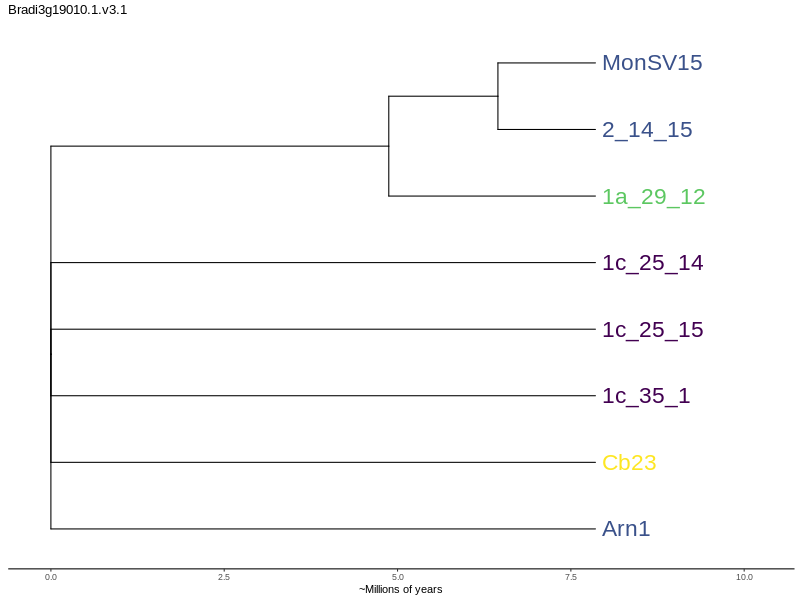 Bradi3g19010.1.v3.1
MonSV15
2_14_15
1a_29_12
1c_25_14
1c_25_15
1c_35_1
Cb23
Arn1
0.0 2.5 5.0 7.5 10.0
~Millions of years